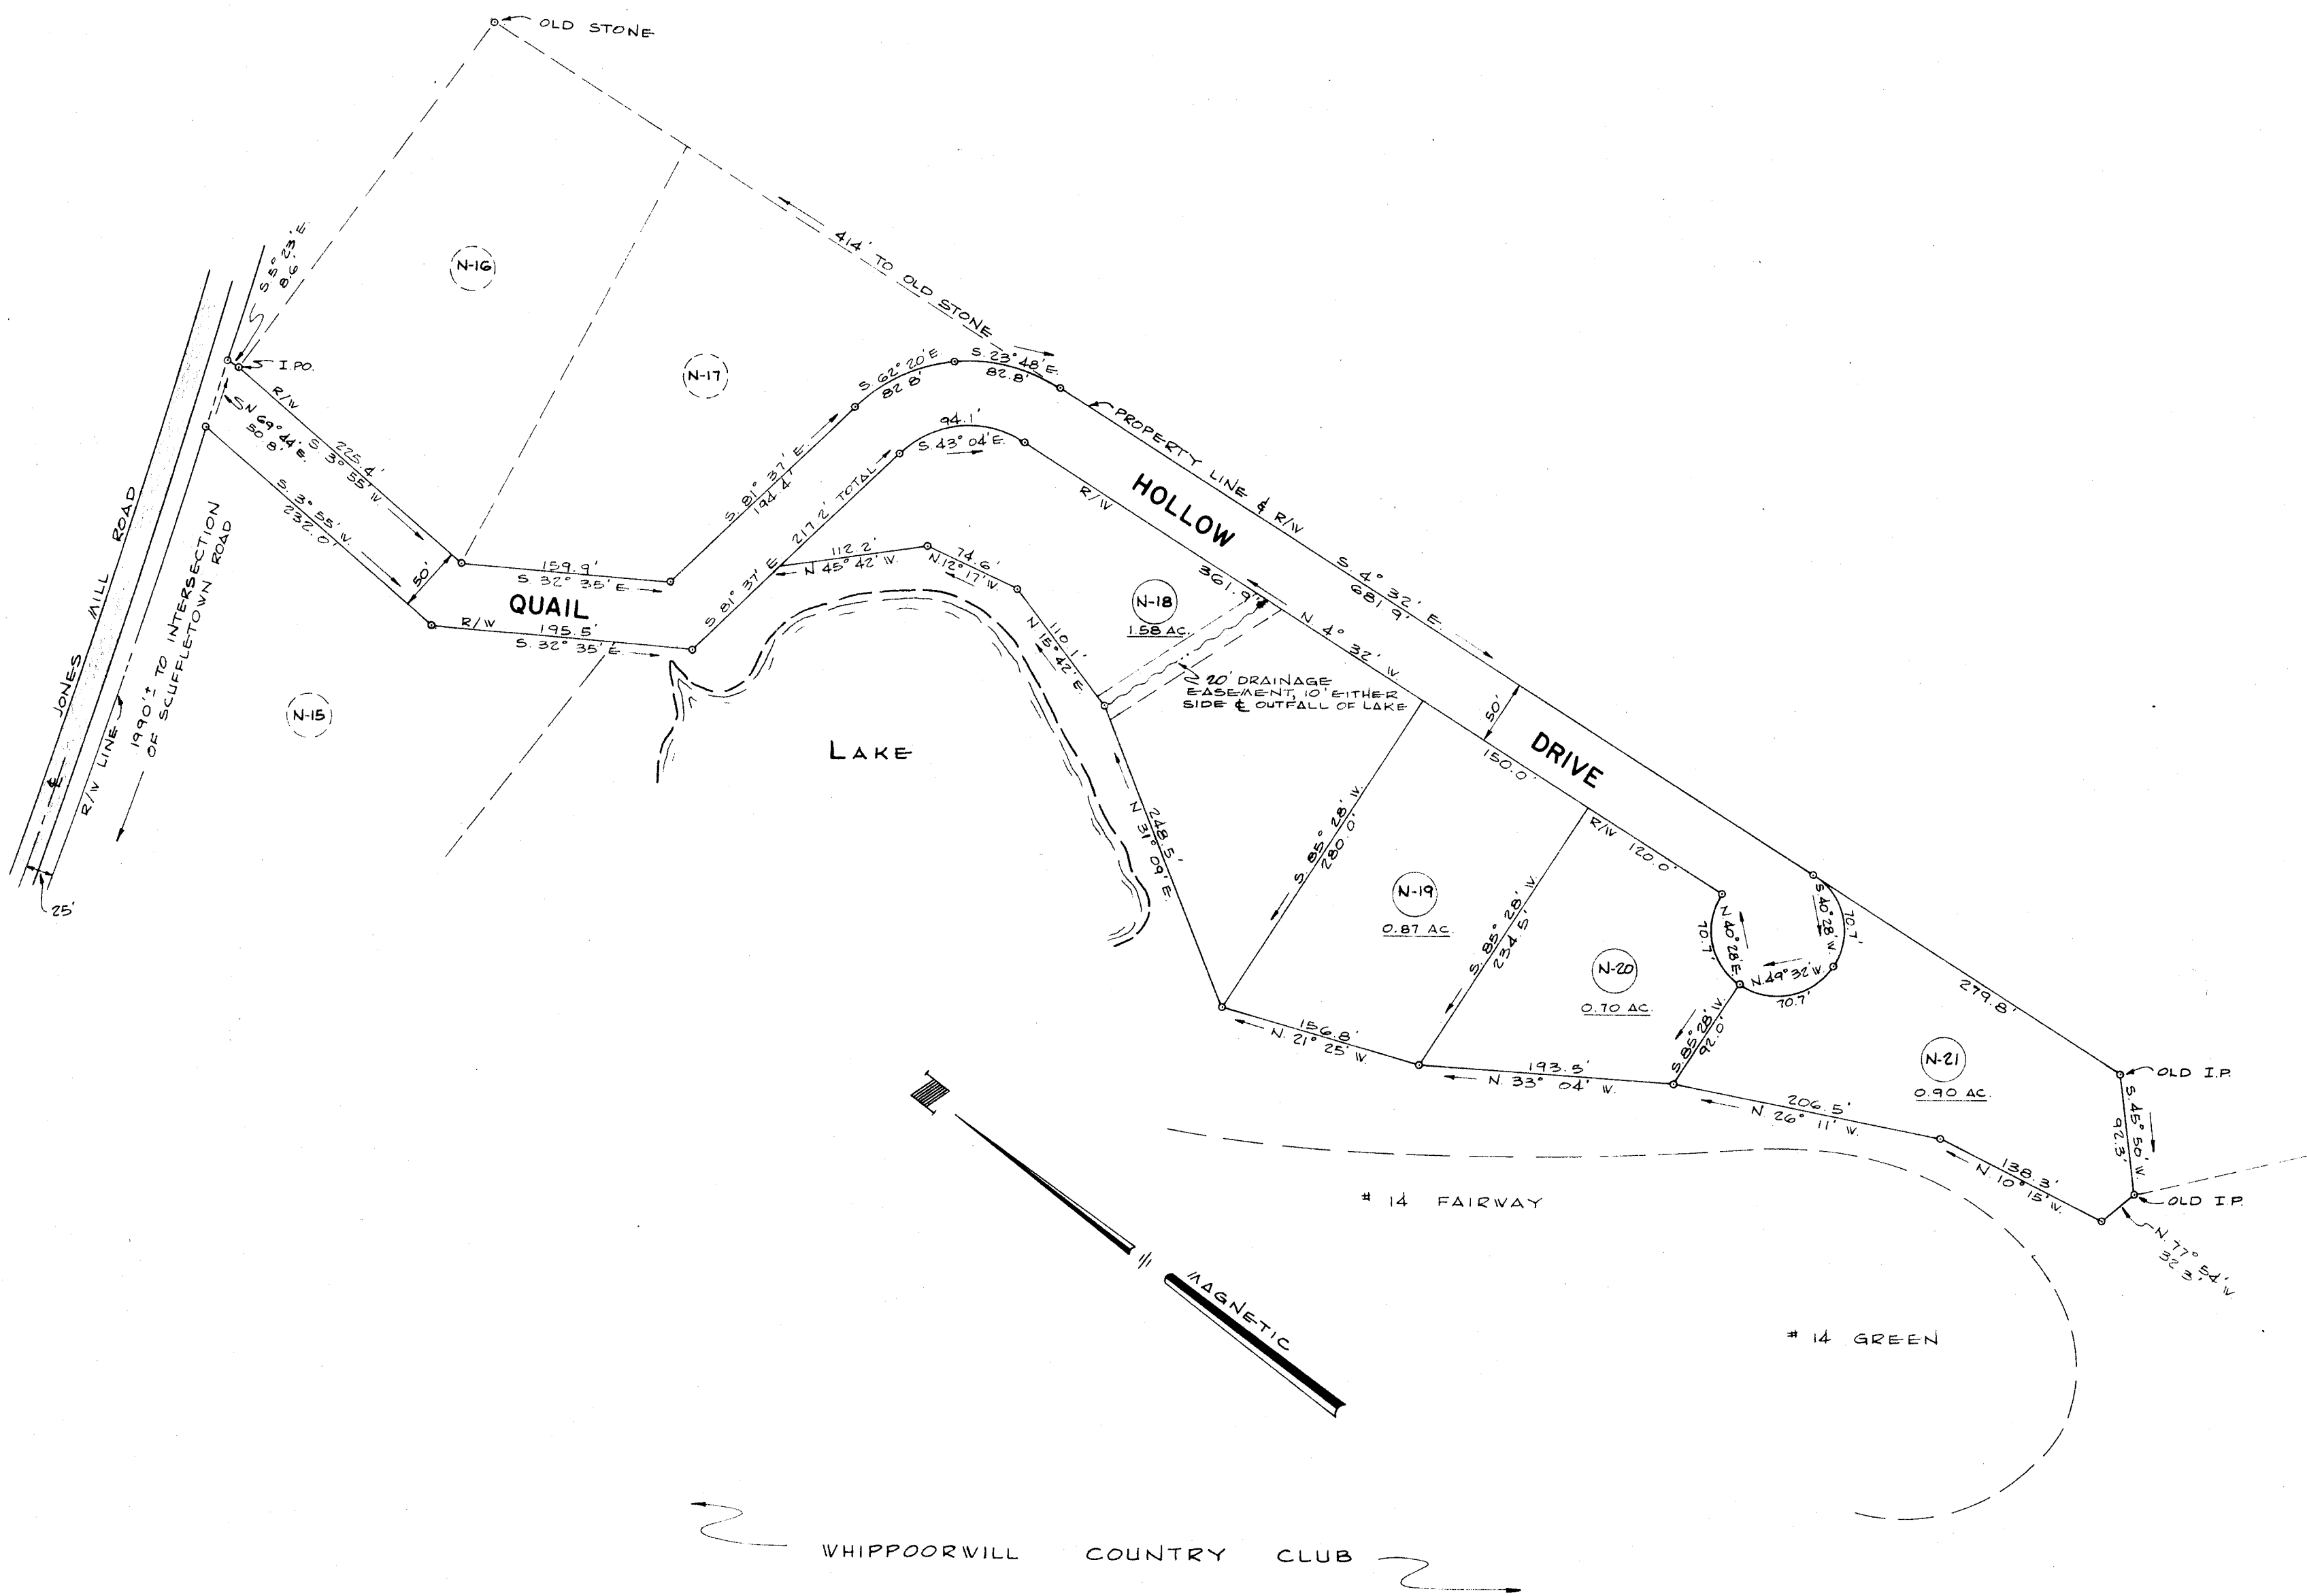 OLD STONE
N-16
S. 5° 23' E.
8.6'
I.PO.
R/W
414' TO OLD STONE
N-17
S. 62° 20' E.
82.8'
S. 23° 48' E.
82.8'
PROPERTY LINE & R/W
N 69° 44' E.
50.8'
225.4'
S 3° 55' W.
S. 3° 55' W.
232.0'
50'
159.9'
S 32° 35' E.
QUAIL
R/W
195.5'
S. 32° 35' E.
S. 81° 37' E.
194.4'
S 81° 37' E.
217.2' TOTAL
94.1'
S. 43° 04' E.
R/W
HOLLOW
112.2'
N 45° 42' W.
74.6'
N. 12° 17' W.
110.1'
N 15° 42' E.
361.9'
N-18
1.58 AC.
N. 4° 32' W
S. 4° 32' E.
681.9'
20' DRAINAGE
EASEMENT, 10' EITHER
SIDE ℄ OUTFALL OF LAKE
JONES MILL ROAD
R/W LINE
1990'± TO INTERSECTION
OF SCUFFLETOWN ROAD
℄
25'
N-15
LAKE
248.5'
N 31° 09' E.
50'
DRIVE
150.0'
S. 85° 28' W.
280.0'
R/W
120.0'
N-19
0.87 AC.
S. 85° 28' W.
234.5'
N-20
0.70 AC.
70.7'
N. 40° 28' E.
S 40° 28' W.
70.7'
N. 49° 32' W.
70.7'
S. 85° 28' W.
92.0'
279.8'
156.8'
N. 21° 25' W.
193.5'
N. 33° 04' W.
N-21
0.90 AC.
206.5'
N. 26° 11' W.
OLD I.P.
S. 45° 50' W.
92.3'
138.3'
N. 10° 15' W.
OLD I.P.
N. 77° 54' W
32.3'
# 14 FAIRWAY
MAGNETIC
# 14 GREEN
WHIPPOORWILL COUNTRY CLUB